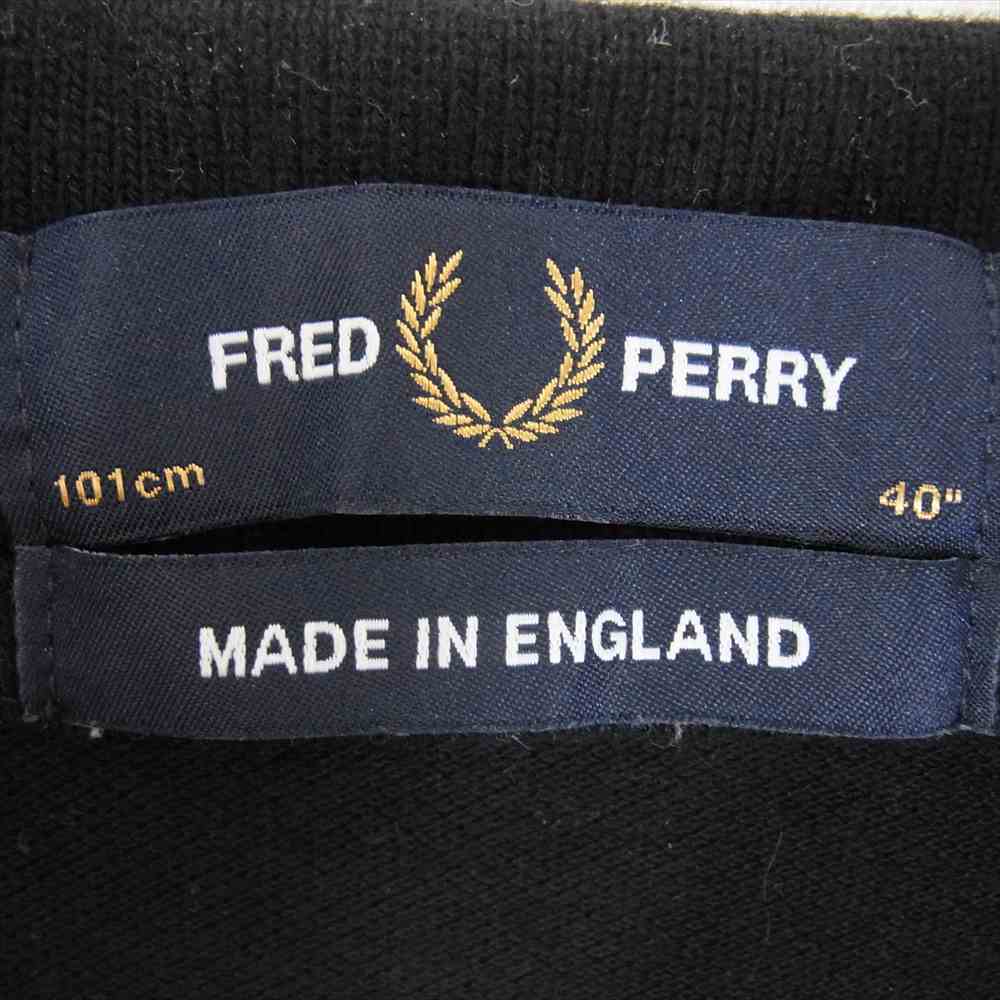 FRED PERRY
101cm 40"
MADE IN ENGLAND